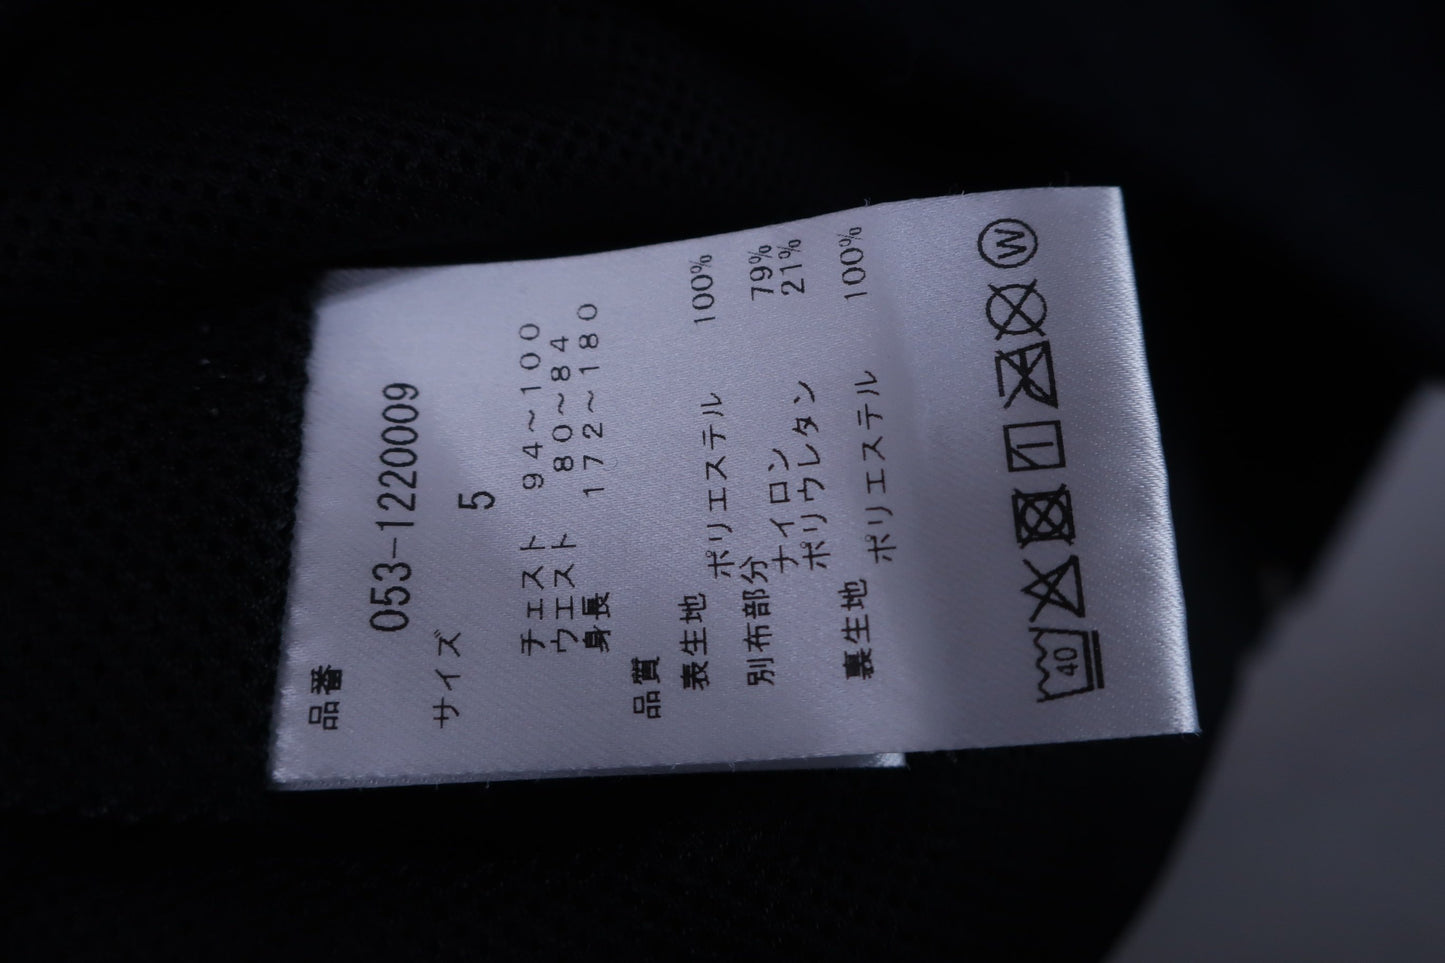 品番
053-1220009
サイズ
5
チェスト 94～100
ウエスト 80～84
身長 172～180
品質
表生地
ポリエステル 100%
別布部分
ナイロン 79%
ポリウレタン 21%
裏生地
ポリエステル 100%
40
W